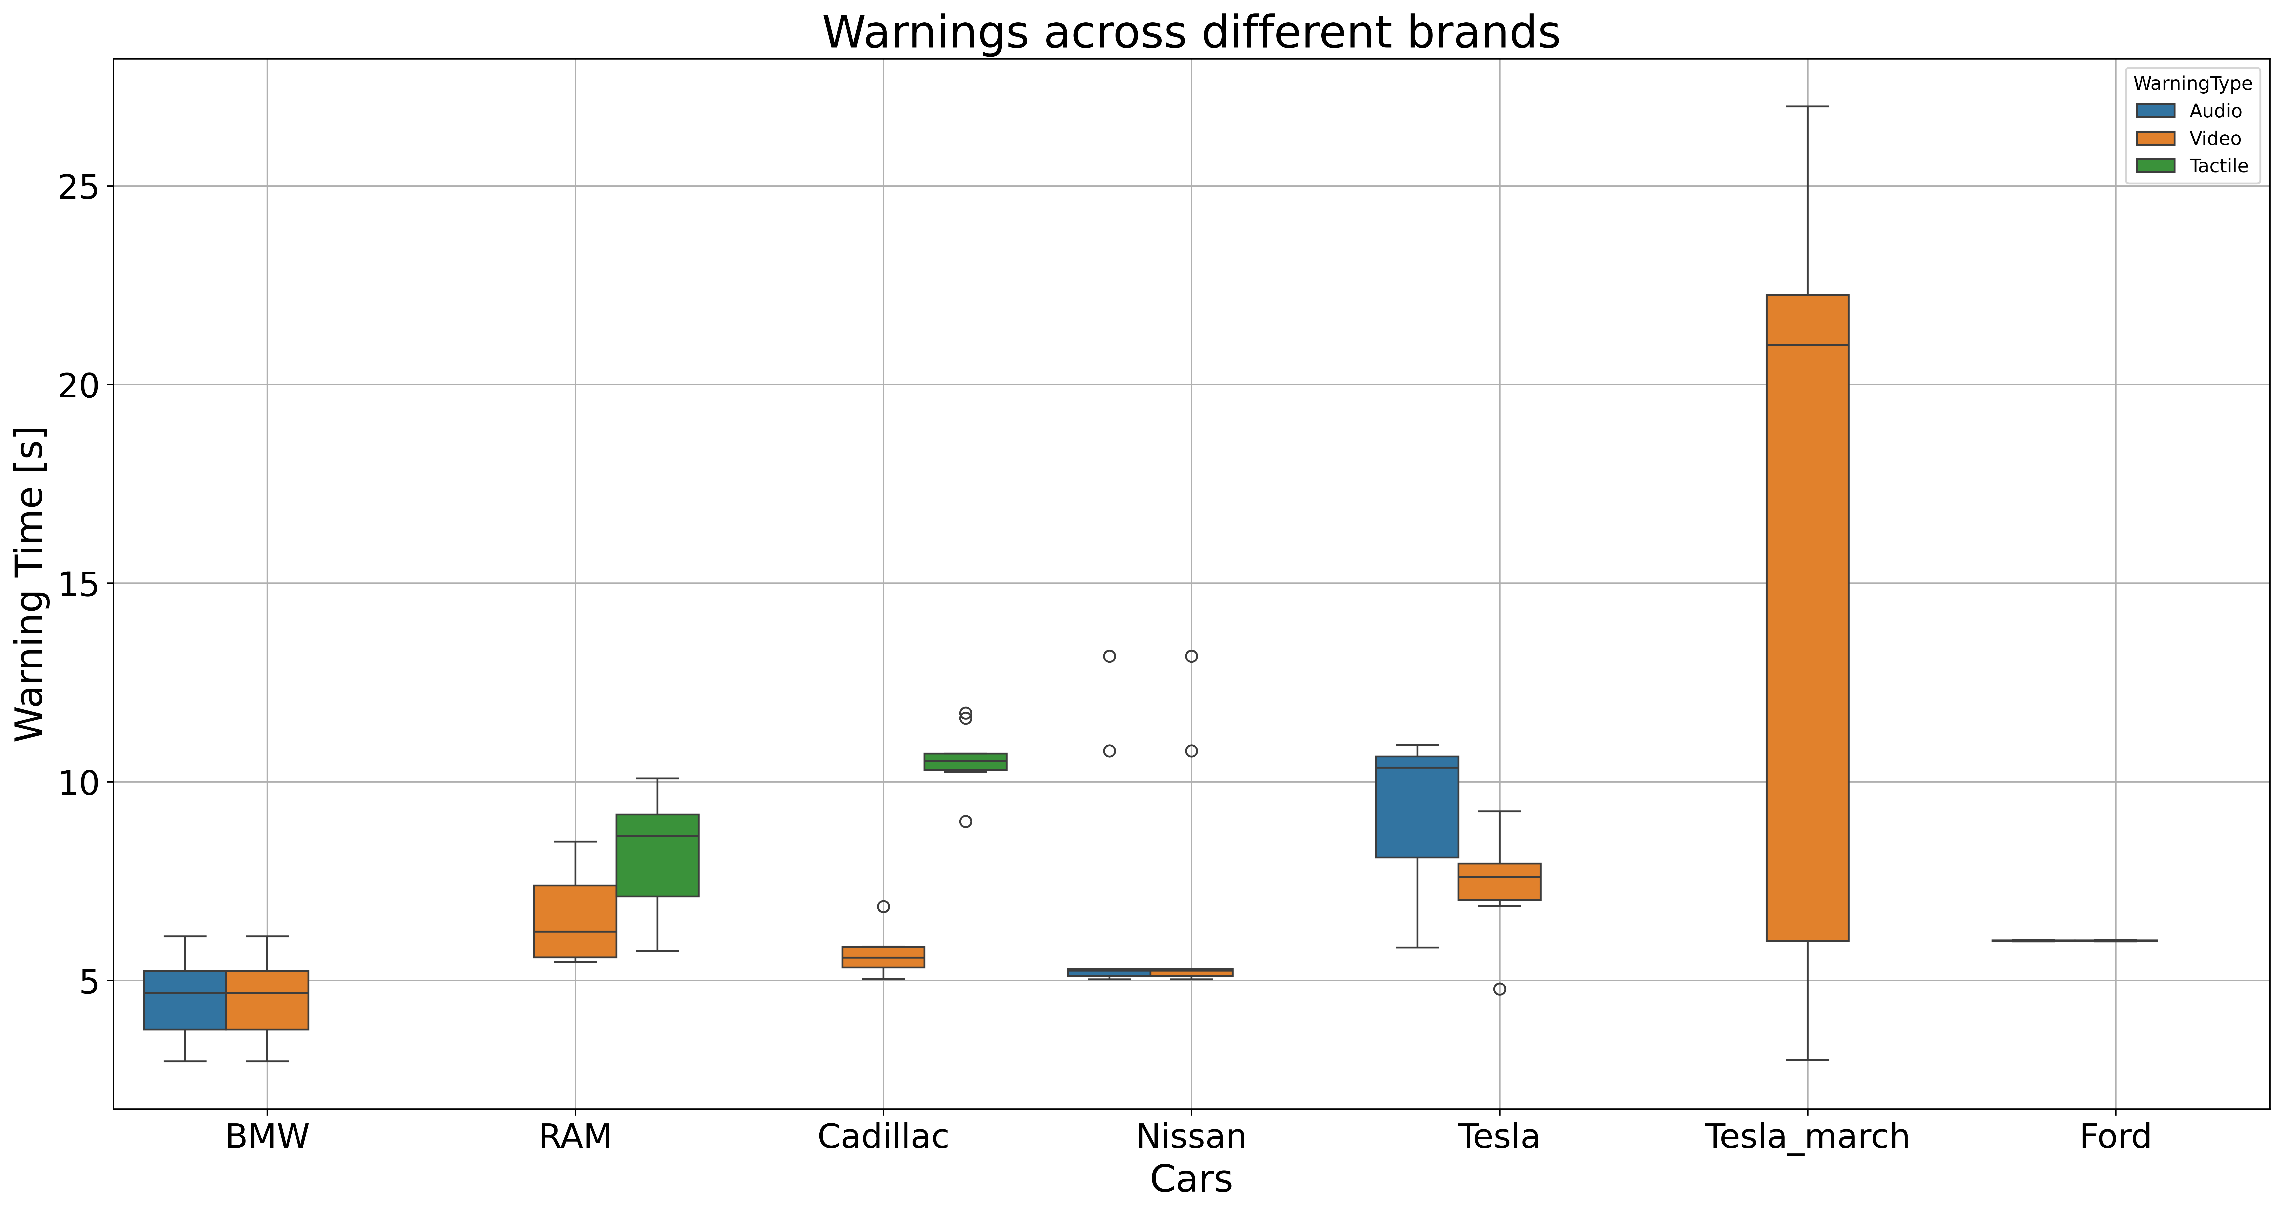 Warnings across different brands
WarningType
Audio
Video
Tactile
Warning Time [s]
25
20
15
10
5
BMW
RAM
Cadillac
Nissan
Tesla
Tesla_march
Ford
Cars